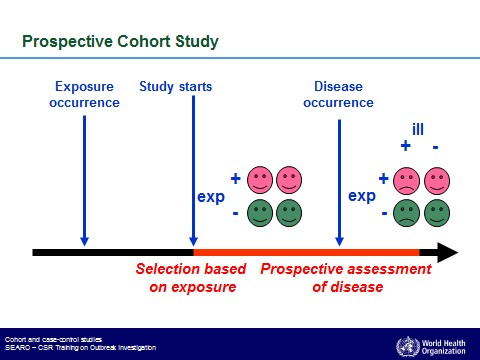 Prospective Cohort Study
Exposure
occurrence
Study starts
Disease
occurrence
ill
+ -
+
exp
-
+
exp
-
Selection based
on exposure
Prospective assessment
of disease
Cohort and case-control studies
SEARO – CSR Training on Outbreak Investigation
World Health
Organization